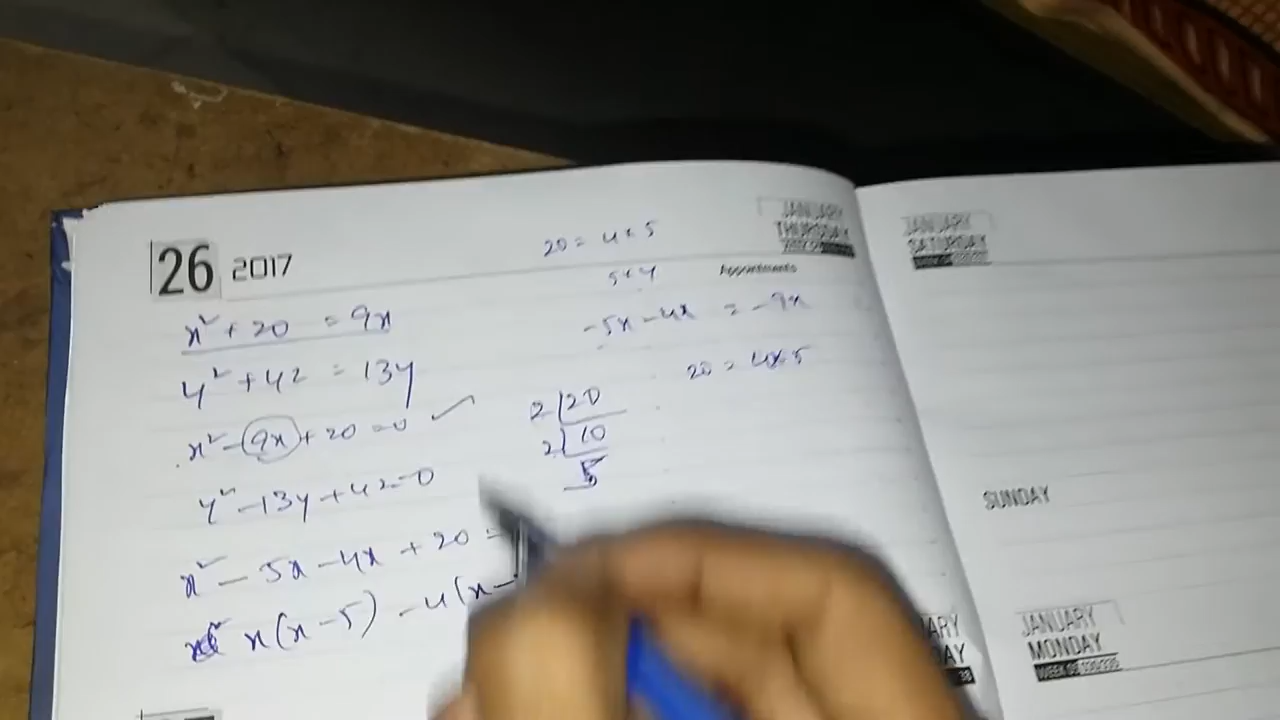 26 2017
JANUARY
THURSDAY
Appointments
20 = 4 x 5
5 x 4
-5x - 4x = -9x
20 = 4 x 5
x² + 20 = 9x
y² + 42 = 13y
x² - 9x + 20 = 0 ✓
y² - 13y + 42 = 0
x² - 5x - 4x + 20 =
x(x - 5) - 4(x -
2 | 20
2 | 10
5
JANUARY
SATURDAY
SUNDAY
JANUARY
MONDAY